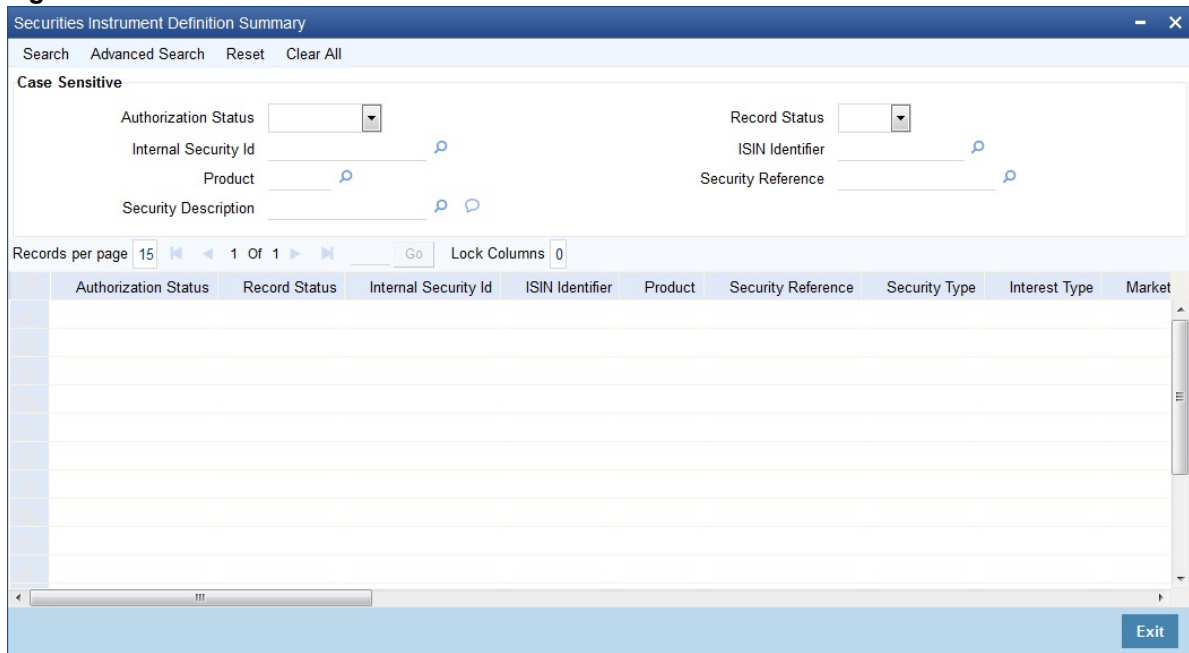 Securities Instrument Definition Summary
Search Advanced Search Reset Clear All
Case Sensitive
Authorization Status Record Status
Internal Security Id ISIN Identifier
Product Security Reference
Security Description
Records per page 15 1 Of 1 Go Lock Columns 0
Authorization Status Record Status Internal Security Id ISIN Identifier Product Security Reference Security Type Interest Type Market
Exit